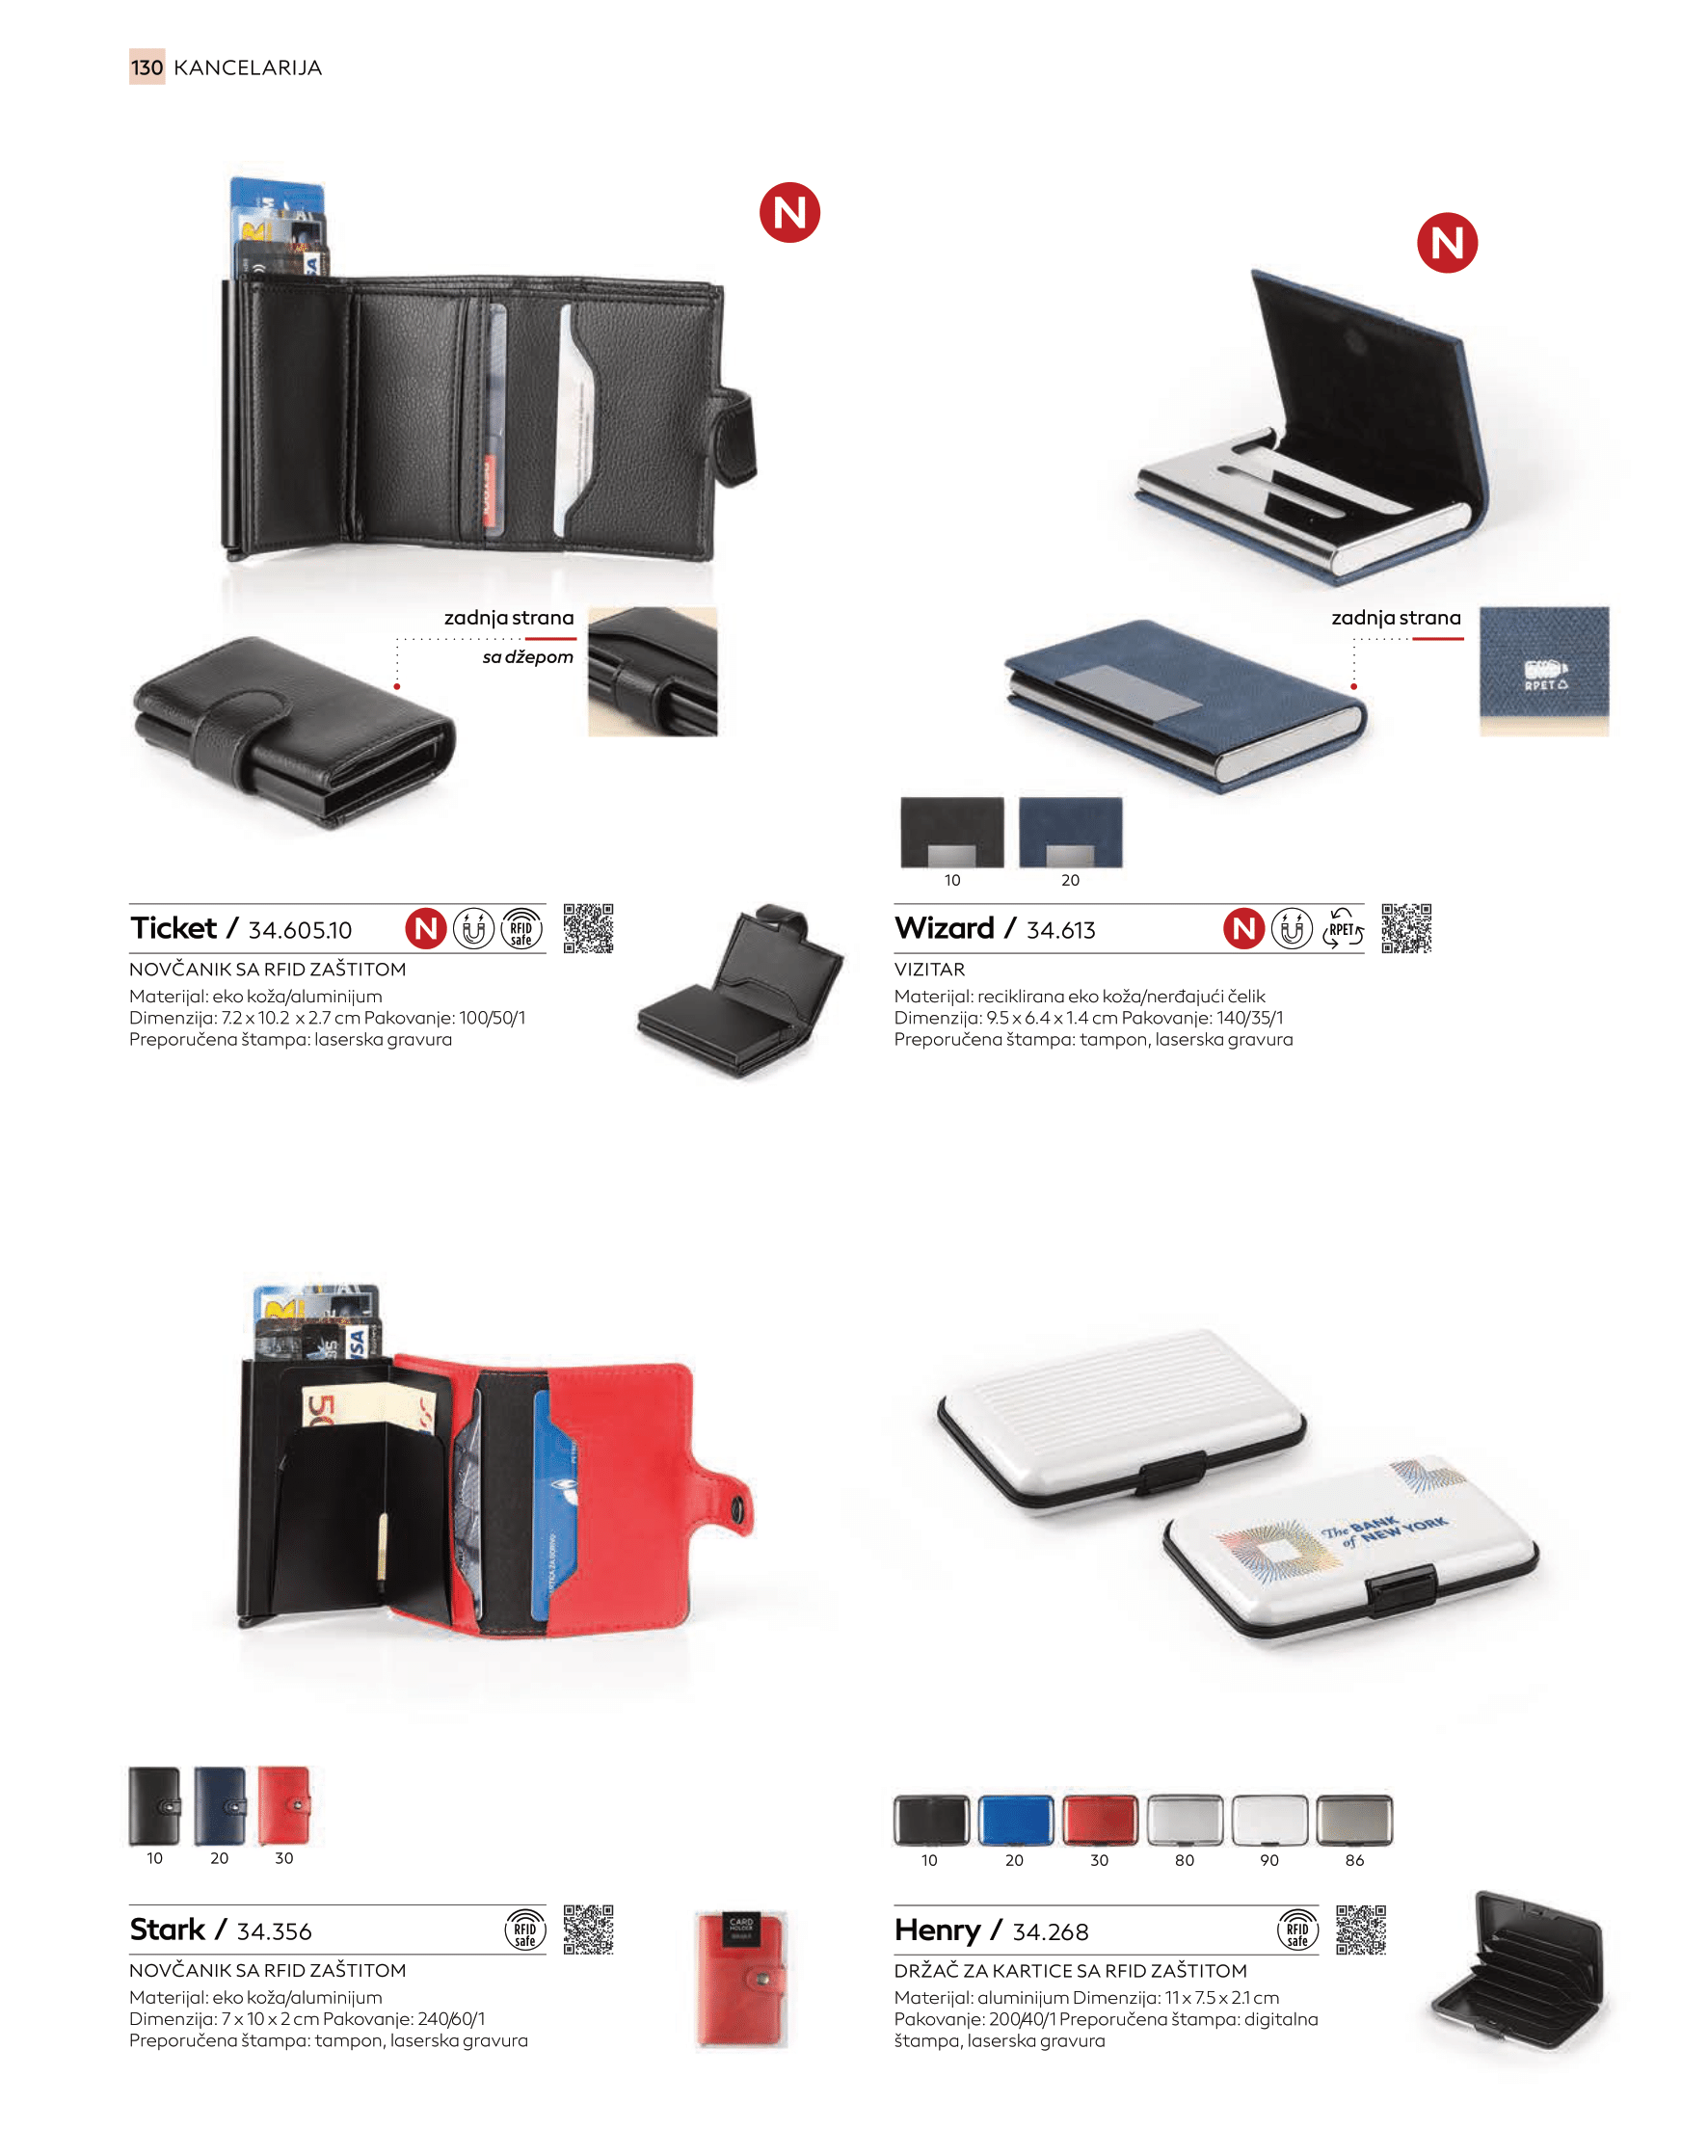 130 KANCELARIJA
N
N
zadnja strana
sa džepom
zadnja strana
RPET
10 20
Ticket / 34.605.10 N RFID safe
NOVČANIK SA RFID ZAŠTITOM
Materijal: eko koža/aluminijum
Dimenzija: 7.2 x 10.2 x 2.7 cm Pakovanje: 100/50/1
Preporučena štampa: laserska gravura
Wizard / 34.613 N RPET
VIZITAR
Materijal: reciklirana eko koža/nerđajući čelik
Dimenzija: 9.5 x 6.4 x 1.4 cm Pakovanje: 140/35/1
Preporučena štampa: tampon, laserska gravura
VISA
50
The BANK
of NEW YORK
10 20 30
10 20 30 80 90 86
Stark / 34.356 RFID safe
NOVČANIK SA RFID ZAŠTITOM
Materijal: eko koža/aluminijum
Dimenzija: 7 x 10 x 2 cm Pakovanje: 240/60/1
Preporučena štampa: tampon, laserska gravura
CARD
HOLDER
Henry / 34.268 RFID safe
DRŽAČ ZA KARTICE SA RFID ZAŠTITOM
Materijal: aluminijum Dimenzija: 11 x 7.5 x 2.1 cm
Pakovanje: 200/40/1 Preporučena štampa: digitalna
štampa, laserska gravura